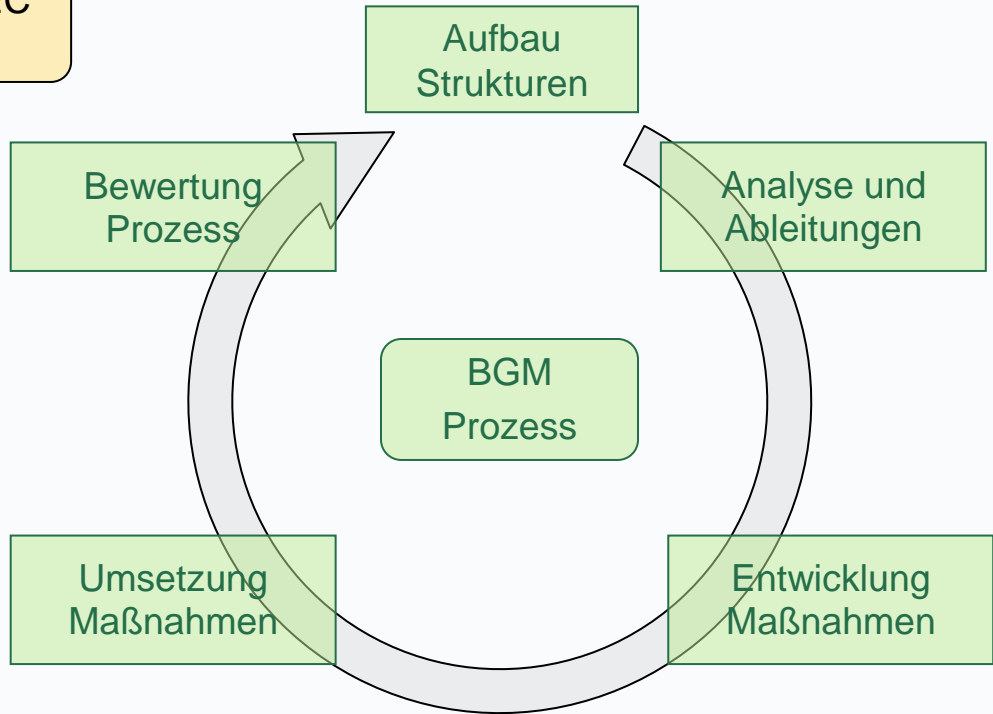 Aufbau
Strukturen
Analyse und
Ableitungen
Entwicklung
Maßnahmen
Umsetzung
Maßnahmen
Bewertung
Prozess
BGM
Prozess